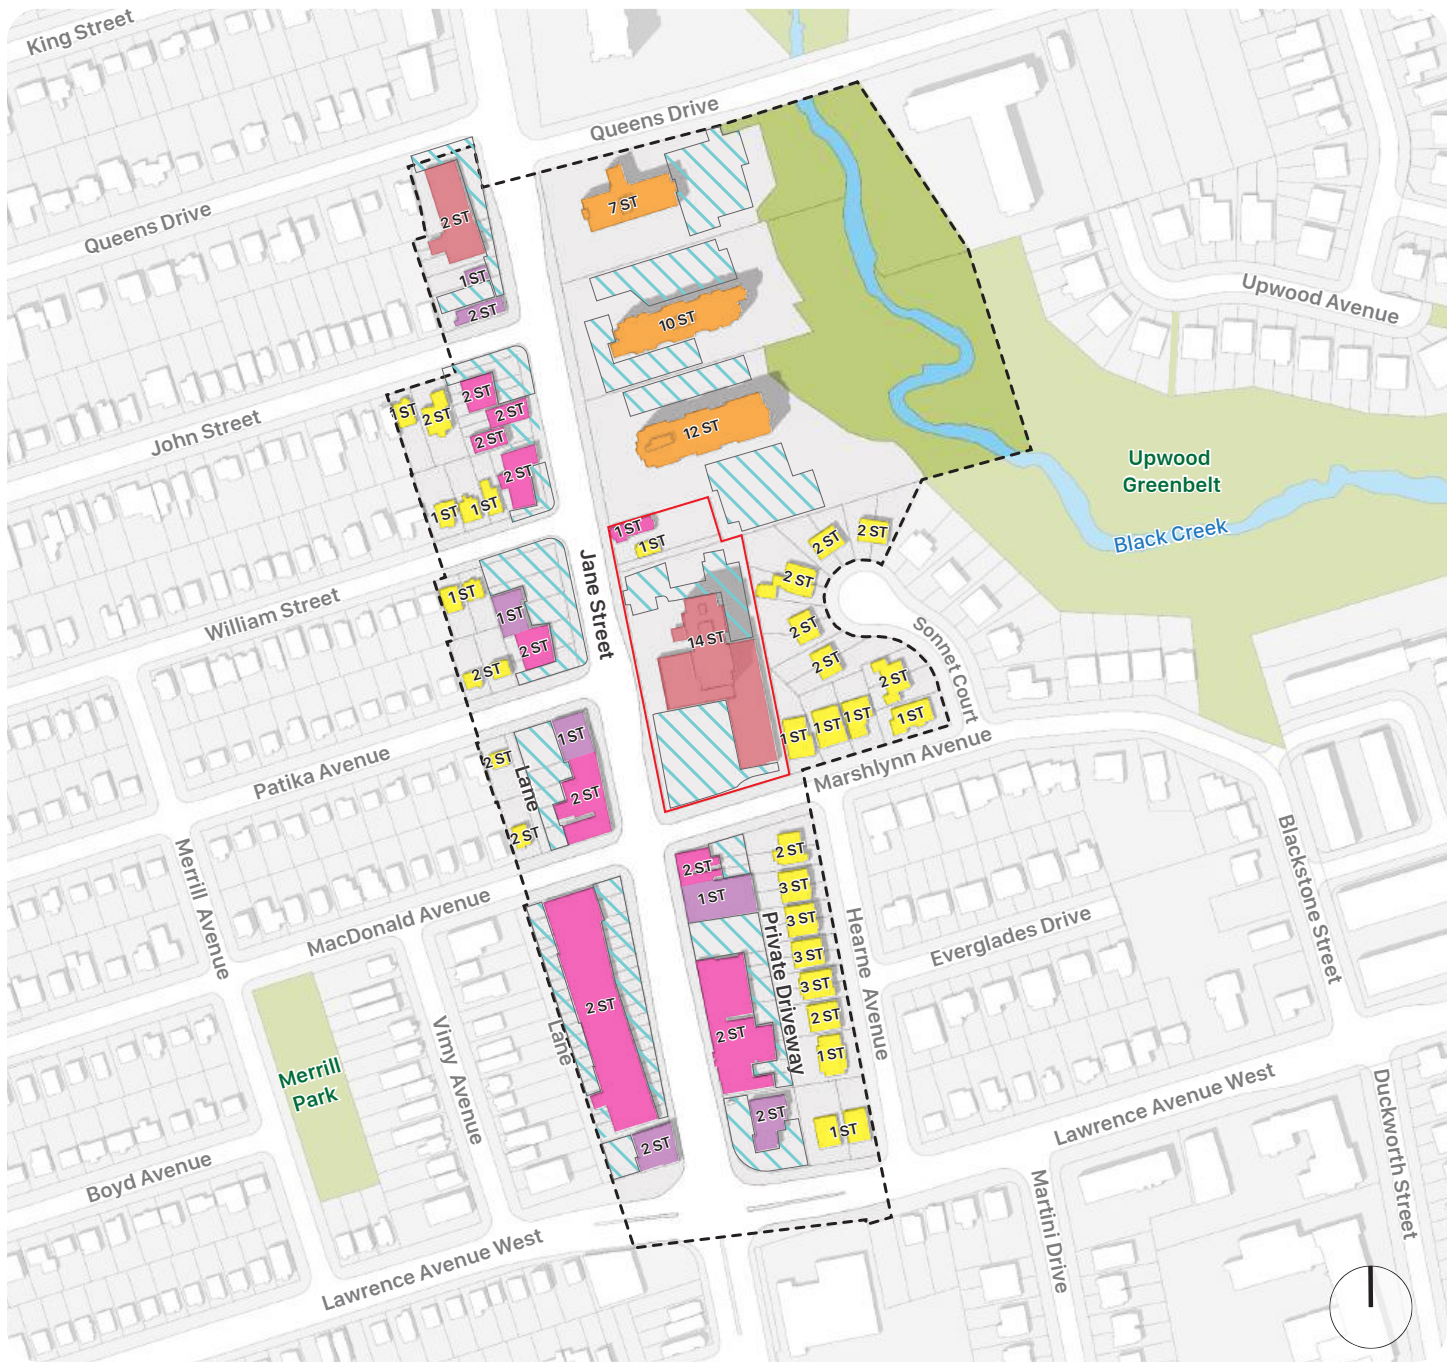 King Street
Queens Drive
Queens Drive
7 ST
2 ST
1 ST
2 ST
10 ST
Upwood Avenue
John Street
1 ST
2 ST
2 ST
2 ST
2 ST
12 ST
2 ST
1 ST
1 ST
Upwood
Greenbelt
Black Creek
1 ST
1 ST
2 ST
2 ST
Jane Street
William Street
1 ST
1 ST
2 ST
2 ST
14 ST
2 ST
2 ST
2 ST
2 ST
1 ST
1 ST
1 ST
1 ST
Sonnet Court
Marshlynn Avenue
Patika Avenue
2 ST
Lane
1 ST
2 ST
2 ST
Merrill Avenue
MacDonald Avenue
2 ST
1 ST
2 ST
3 ST
3 ST
3 ST
3 ST
2 ST
1 ST
1 ST
Private Driveway
Hearne Avenue
Everglades Drive
Blackstone Street
2 ST
Lane
2 ST
Vimy Avenue
Merrill
Park
2 ST
2 ST
Boyd Avenue
Lawrence Avenue West
Lawrence Avenue West
Martini Drive
Duckworth Street